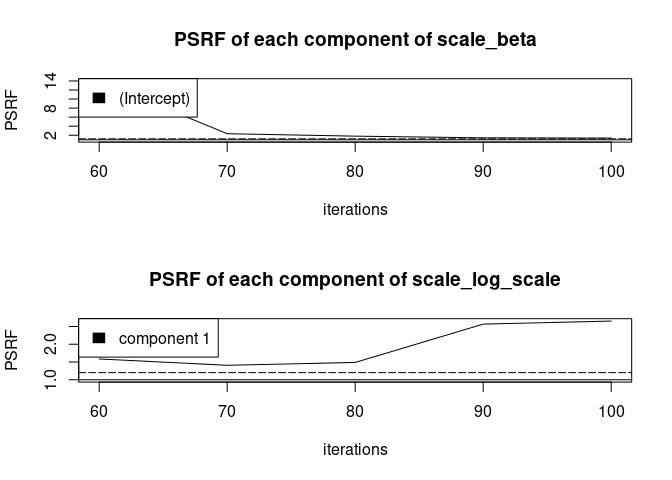 PSRF of each component of scale_beta
PSRF
14
8
2
(Intercept)
60 70 80 90 100
iterations
PSRF of each component of scale_log_scale
PSRF
2.0
1.0
component 1
60 70 80 90 100
iterations